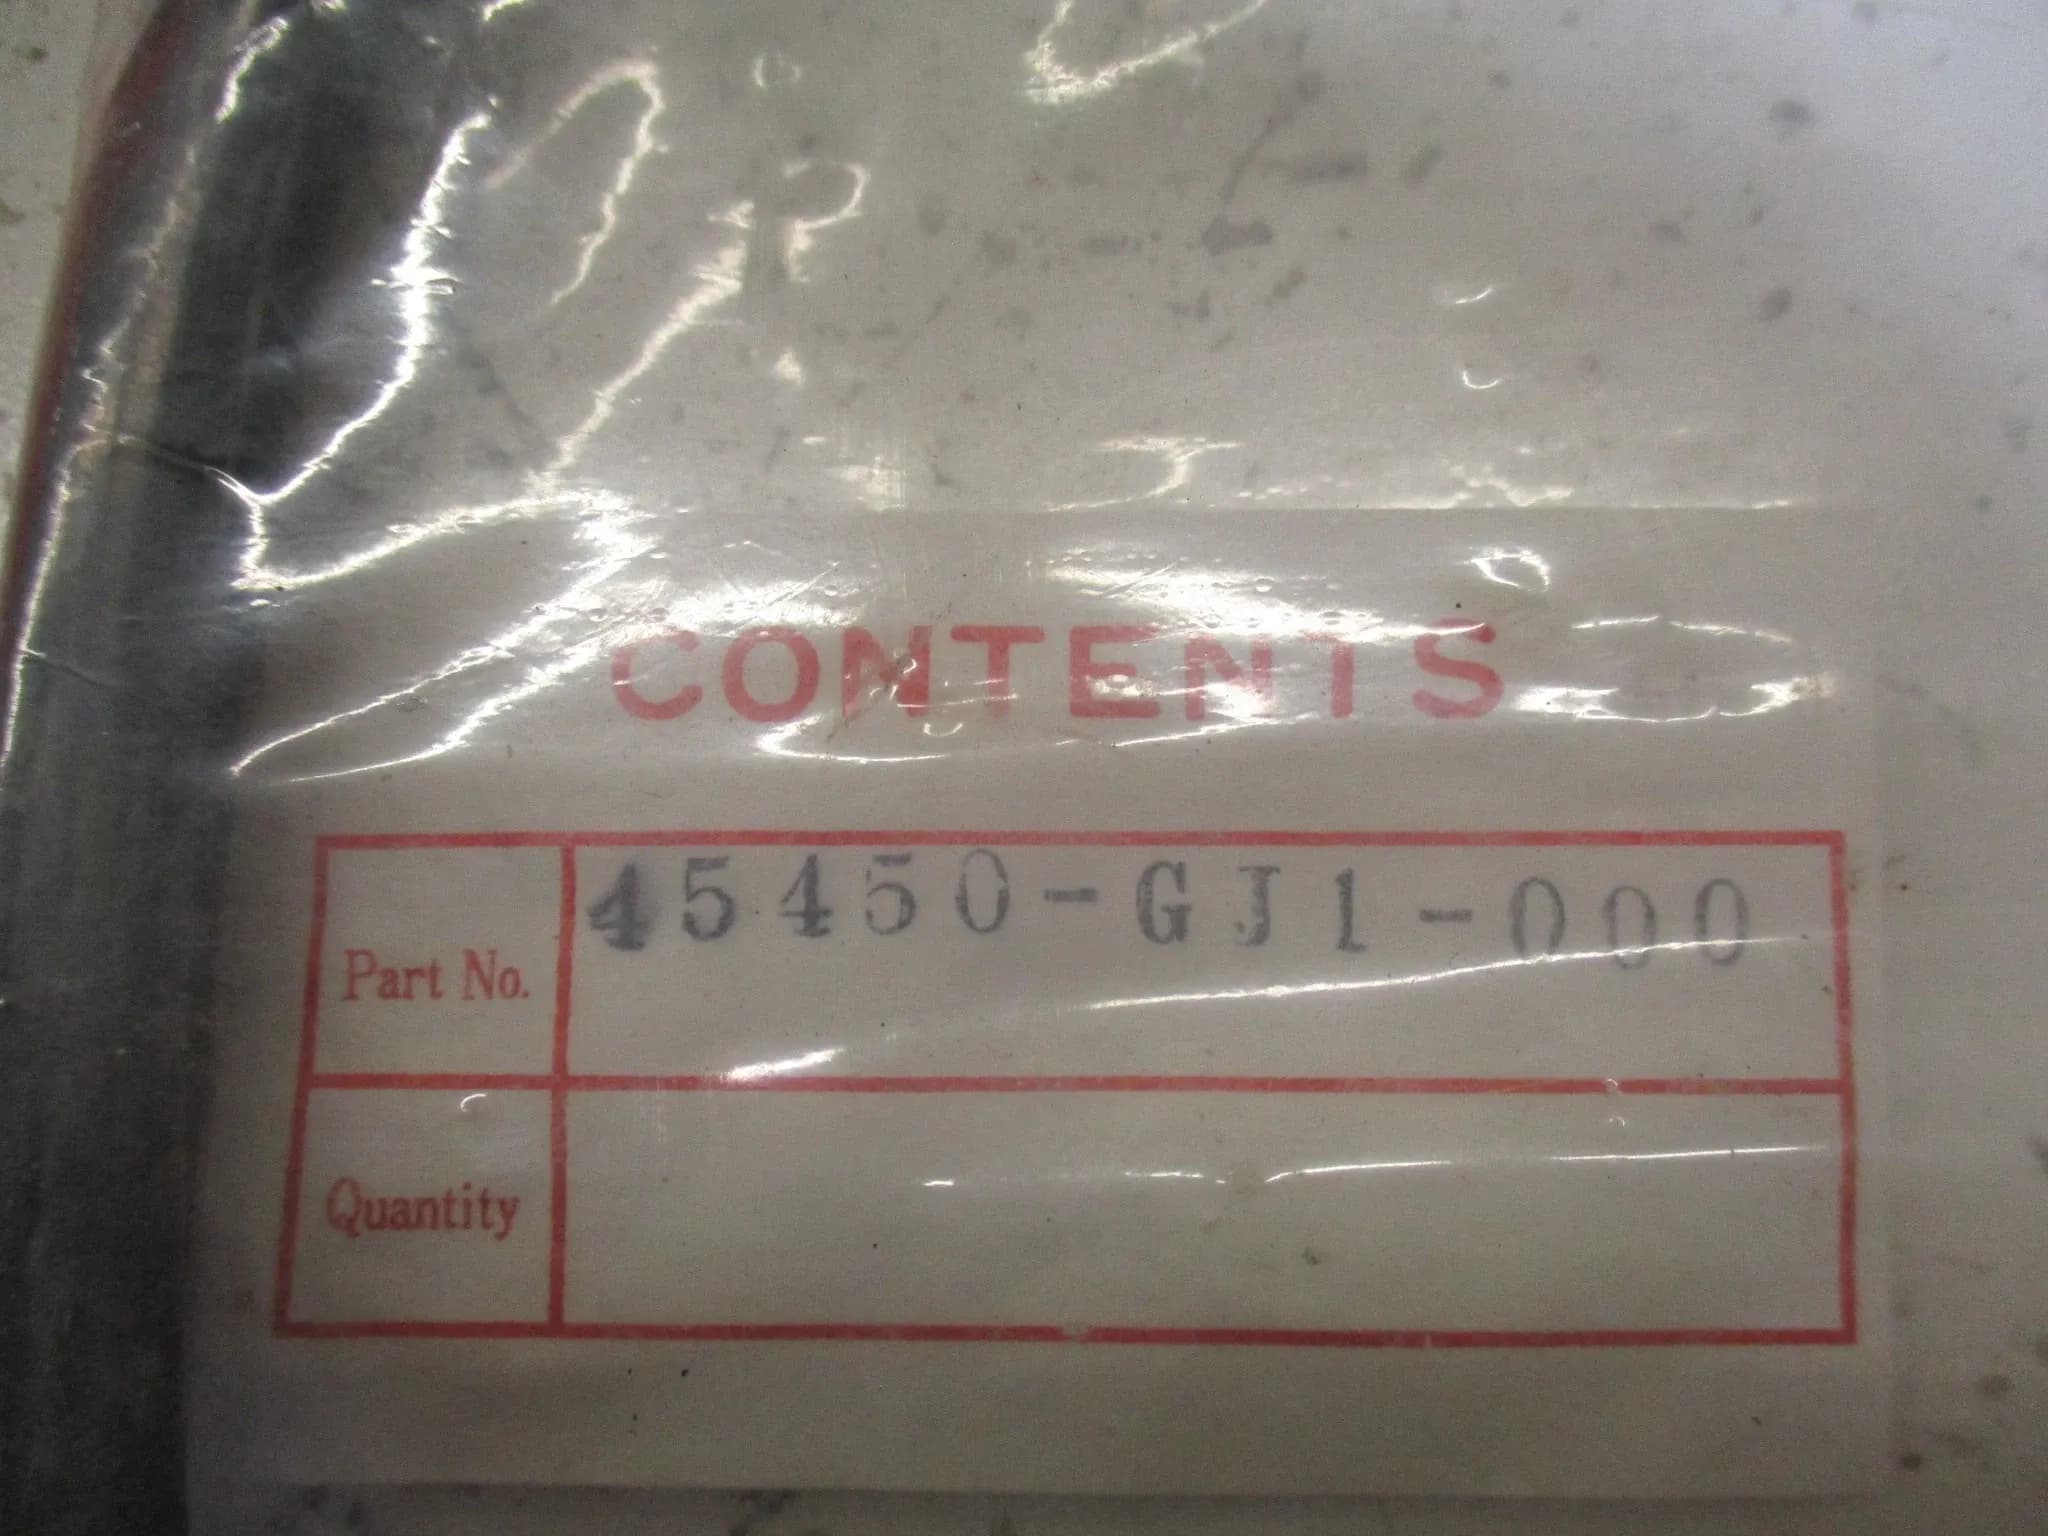 CONTENTS
Part No. 45450-GJ1-000
Quantity